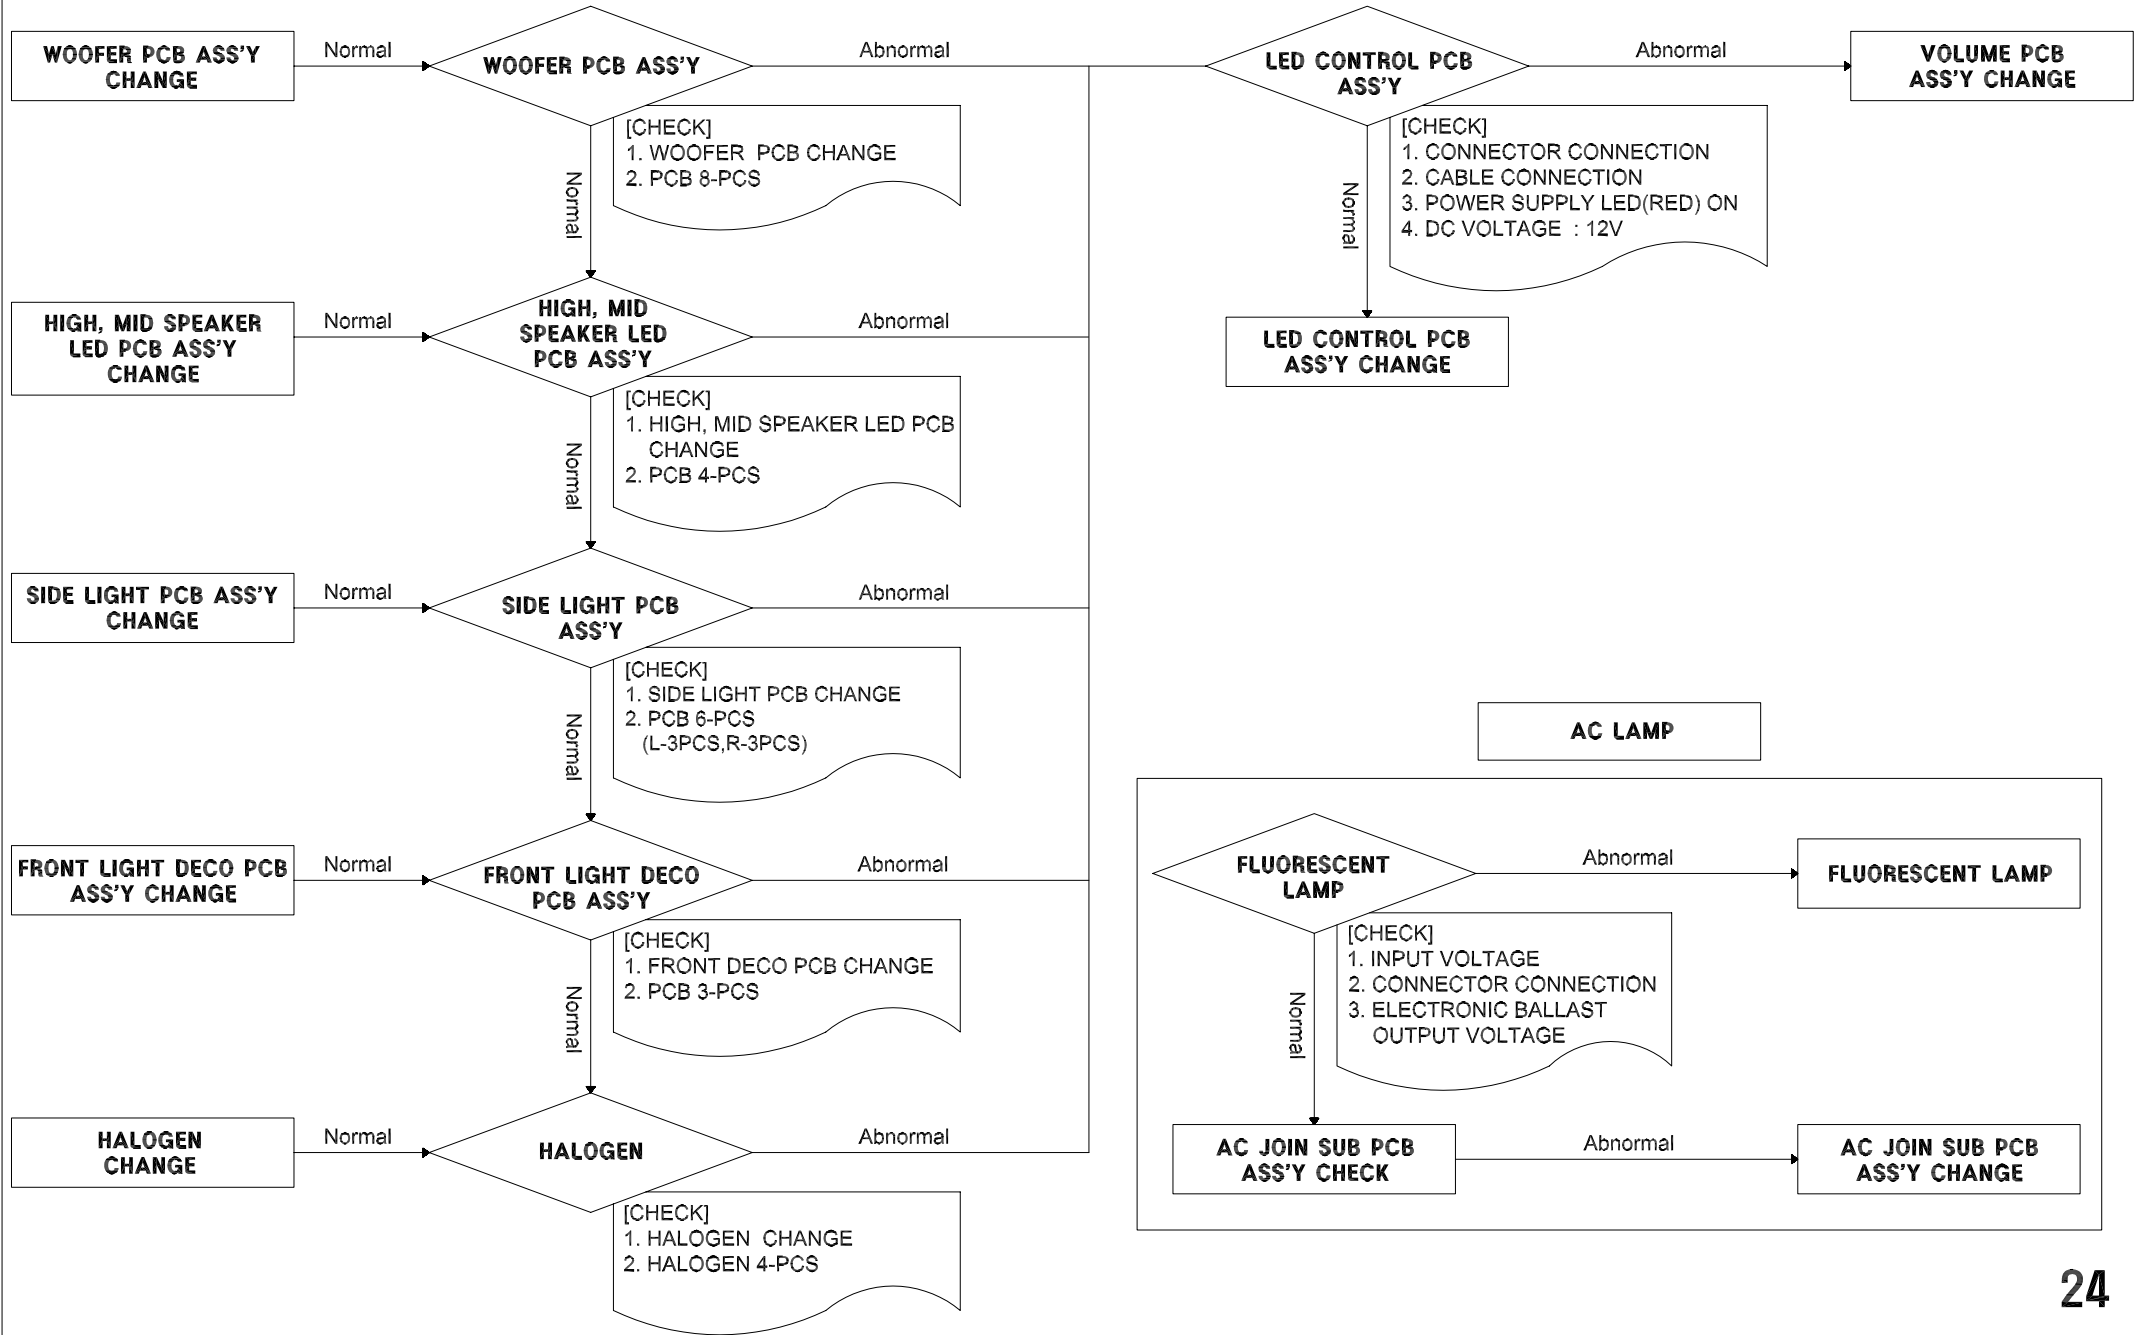 WOOFER PCB ASS'Y
CHANGE
Normal
WOOFER PCB ASS'Y
Abnormal
[CHECK]
1. WOOFER PCB CHANGE
2. PCB 8-PCS
Normal
HIGH, MID SPEAKER
LED PCB ASS'Y
CHANGE
Normal
HIGH, MID
SPEAKER LED
PCB ASS'Y
Abnormal
[CHECK]
1. HIGH, MID SPEAKER LED PCB
CHANGE
2. PCB 4-PCS
Normal
SIDE LIGHT PCB ASS'Y
CHANGE
Normal
SIDE LIGHT PCB
ASS'Y
Abnormal
[CHECK]
1. SIDE LIGHT PCB CHANGE
2. PCB 6-PCS
(L-3PCS,R-3PCS)
Normal
FRONT LIGHT DECO PCB
ASS'Y CHANGE
Normal
FRONT LIGHT DECO
PCB ASS'Y
Abnormal
[CHECK]
1. FRONT DECO PCB CHANGE
2. PCB 3-PCS
Normal
HALOGEN
CHANGE
Normal
HALOGEN
Abnormal
[CHECK]
1. HALOGEN CHANGE
2. HALOGEN 4-PCS
LED CONTROL PCB
ASS'Y
Abnormal
VOLUME PCB
ASS'Y CHANGE
[CHECK]
1. CONNECTOR CONNECTION
2. CABLE CONNECTION
3. POWER SUPPLY LED(RED) ON
4. DC VOLTAGE : 12V
Normal
LED CONTROL PCB
ASS'Y CHANGE
AC LAMP
FLUORESCENT
LAMP
Abnormal
FLUORESCENT LAMP
[CHECK]
1. INPUT VOLTAGE
2. CONNECTOR CONNECTION
3. ELECTRONIC BALLAST
OUTPUT VOLTAGE
Normal
AC JOIN SUB PCB
ASS'Y CHECK
Abnormal
AC JOIN SUB PCB
ASS'Y CHANGE
24